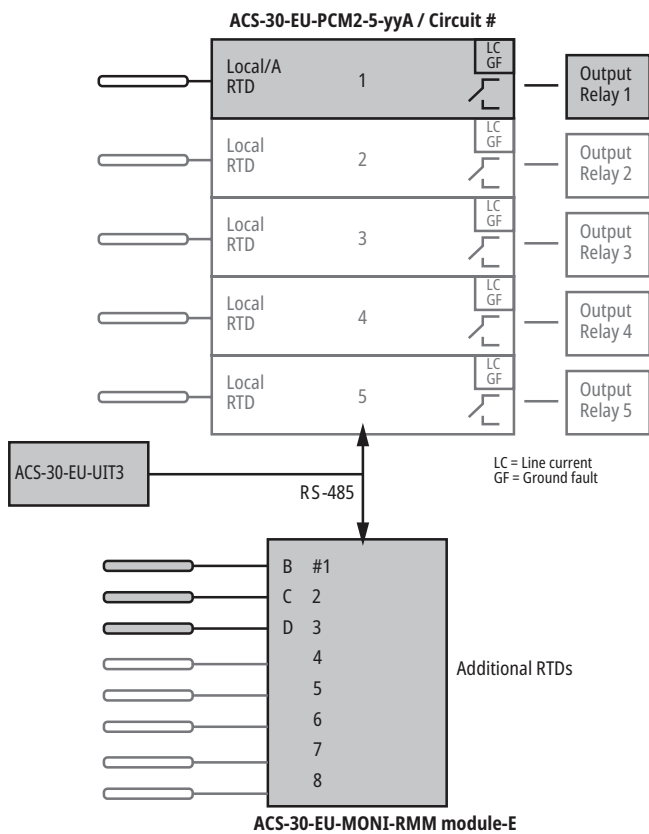 ACS-30-EU-PCM2-5-yyA / Circuit #
Local/A
RTD
1
LC
GF
Output
Relay 1
Local
RTD
2
LC
GF
Output
Relay 2
Local
RTD
3
LC
GF
Output
Relay 3
Local
RTD
4
LC
GF
Output
Relay 4
Local
RTD
5
LC
GF
Output
Relay 5
ACS-30-EU-UIT3
RS-485
LC = Line current
GF = Ground fault
B #1
C 2
D 3
4
5
6
7
8
Additional RTDs
ACS-30-EU-MONI-RMM module-E